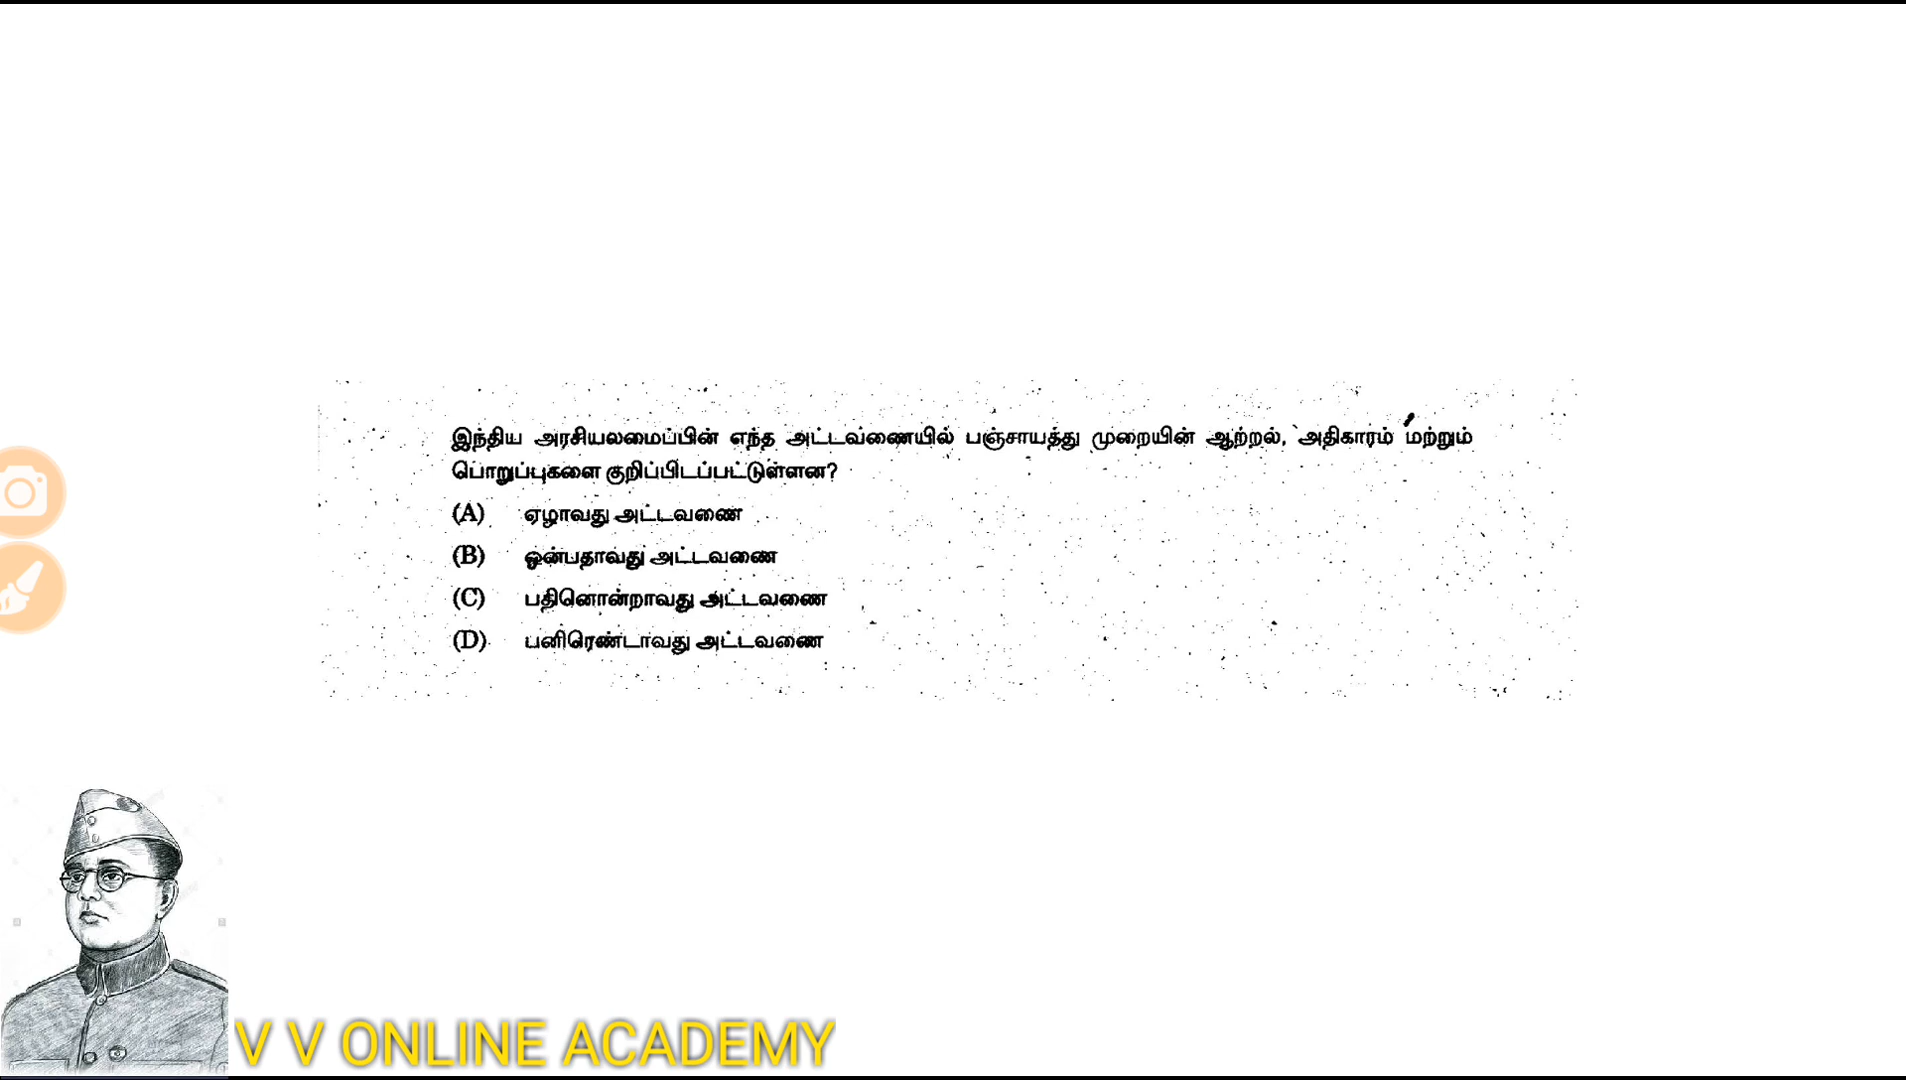 இந்திய அரசியலமைப்பின் எந்த அட்டவணையில் பஞ்சாயத்து முறையின் ஆற்றல், அதிகாரம் மற்றும்
பொறுப்புகளை குறிப்பிடப்பட்டுள்ளன?
(A) ஏழாவது அட்டவணை
(B) ஒன்பதாவது அட்டவணை
(C) பதினொன்றாவது அட்டவணை
(D) பனிரெண்டாவது அட்டவணை
V V ONLINE ACADEMY